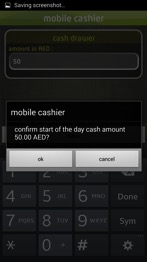 Saving screenshot...
mobile cashier
cash drawer
amount in AED
50
mobile cashier
confirm start of the day cash amount
50.00 AED?
ok
cancel
1 2 3
4 GHI 5 JKL 6 MNO Done
7 PQRS 8 TUV 9 WXYZ Sym
* 0 + #